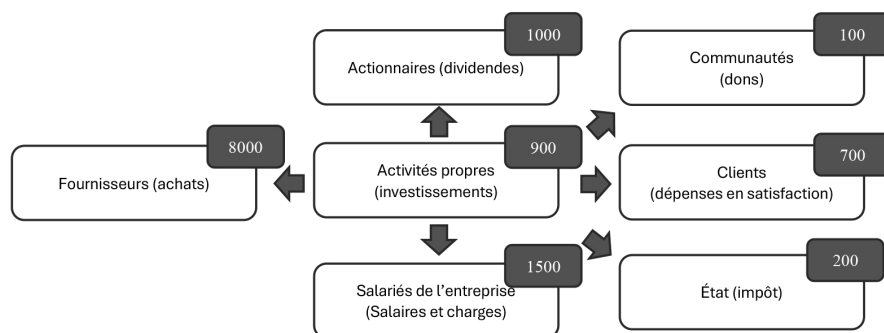 1000
Actionnaires (dividendes)
100
Communautés
(dons)
8000
Fournisseurs (achats)
900
Activités propres
(investissements)
700
Clients
(dépenses en satisfaction)
1500
Salariés de l'entreprise
(Salaires et charges)
200
État (impôt)